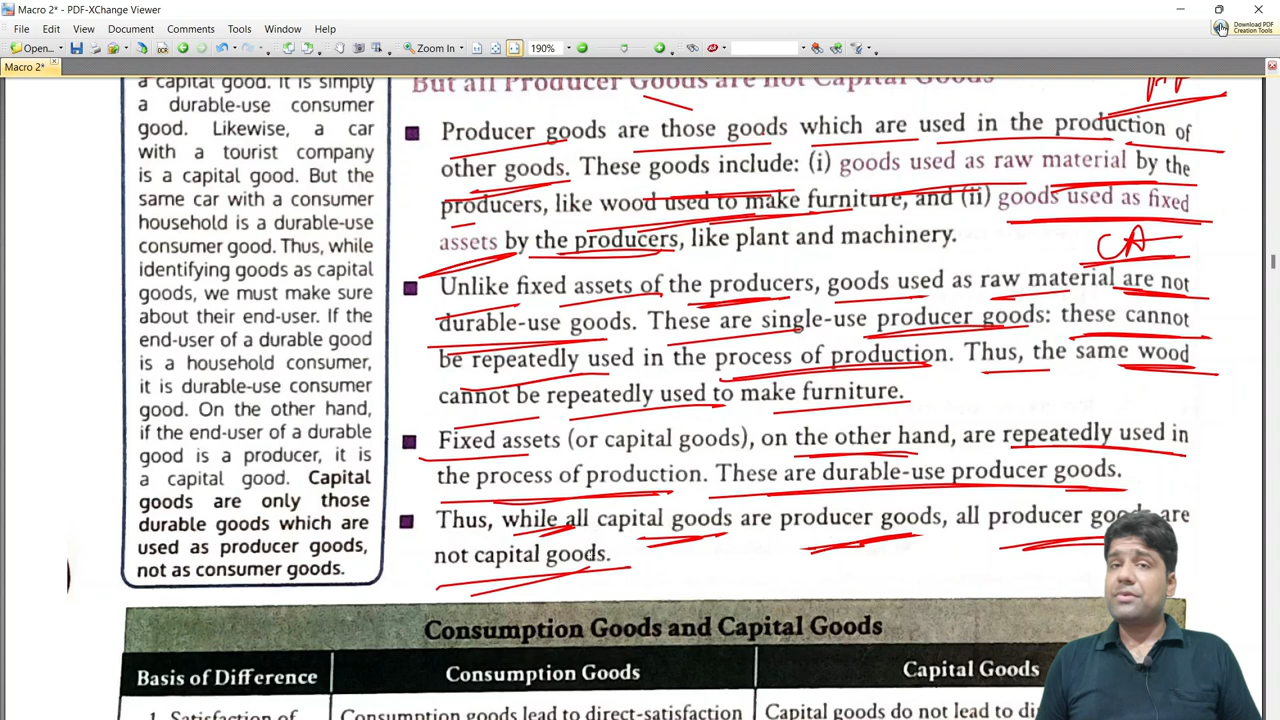 Macro 2* - PDF-XChange Viewer
File Edit View Document Comments Tools Window Help
Download PDF
Creation Tools
Open... OCR Zoom In 190%
Macro 2*
a capital good. It is simply
a durable-use consumer
good. Likewise, a car
with a tourist company
is a capital good. But the
same car with a consumer
household is a durable-use
consumer good. Thus, while
identifying goods as capital
goods, we must make sure
about their end-user. If the
end-user of a durable good
is a household consumer,
it is durable-use consumer
good. On the other hand,
if the end-user of a durable
good is a producer, it is
a capital good. Capital
goods are only those
durable goods which are
used as producer goods,
not as consumer goods.
But all Producer Goods are not Capital Goods
Producer goods are those goods which are used in the production of
other goods. These goods include: (i) goods used as raw material by the
producers, like wood used to make furniture, and (ii) goods used as fixed
assets by the producers, like plant and machinery.
CA
Unlike fixed assets of the producers, goods used as raw material are not
durable-use goods. These are single-use producer goods: these cannot
be repeatedly used in the process of production. Thus, the same wood
cannot be repeatedly used to make furniture.
Fixed assets (or capital goods), on the other hand, are repeatedly used in
the process of production. These are durable-use producer goods.
Thus, while all capital goods are producer goods, all producer goods are
not capital goods.
Consumption Goods and Capital Goods
Basis of Difference Consumption Goods Capital Goods
1. Satisfaction of Consumption goods lead to direct-satisfaction Capital goods do not lead to